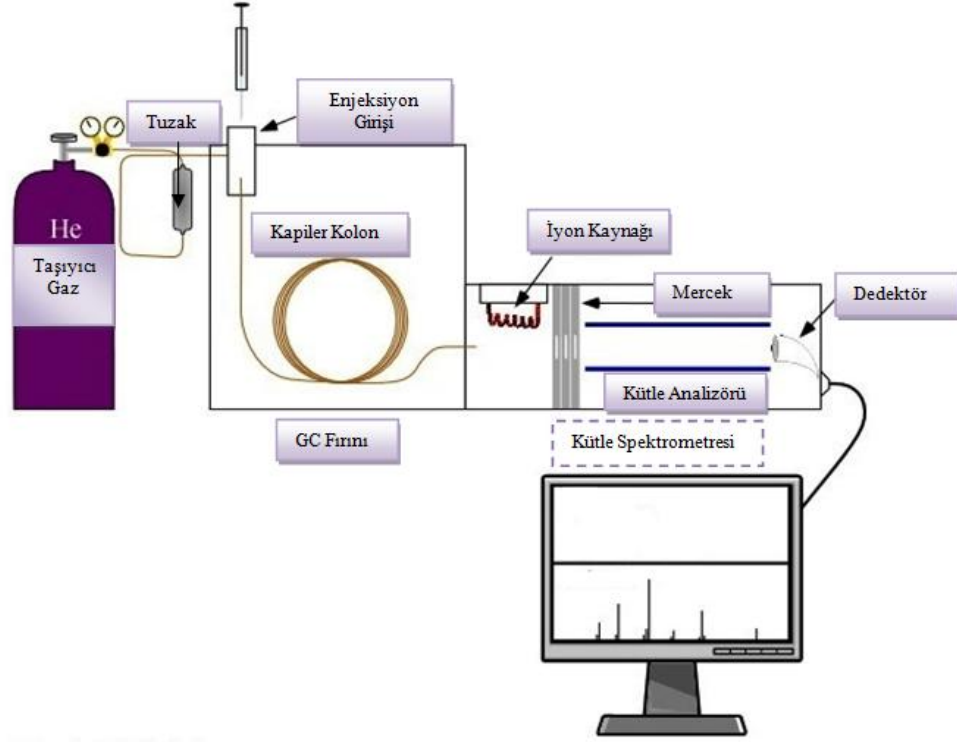 Enjeksiyon
Girişi
Tuzak
He
Taşıyıcı
Gaz
Kapiler Kolon
İyon Kaynağı
Mercek
Dedektör
Kütle Analizörü
GC Fırını
Kütle Spektrometresi